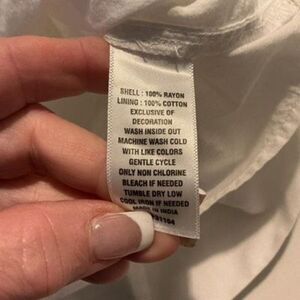 SHELL : 100% RAYON
LINING : 100% COTTON
EXCLUSIVE OF
DECORATION
WASH INSIDE OUT
MACHINE WASH COLD
WITH LIKE COLORS
GENTLE CYCLE
ONLY NON CHLORINE
BLEACH IF NEEDED
TUMBLE DRY LOW
COOL IRON IF NEEDED
MADE IN INDIA